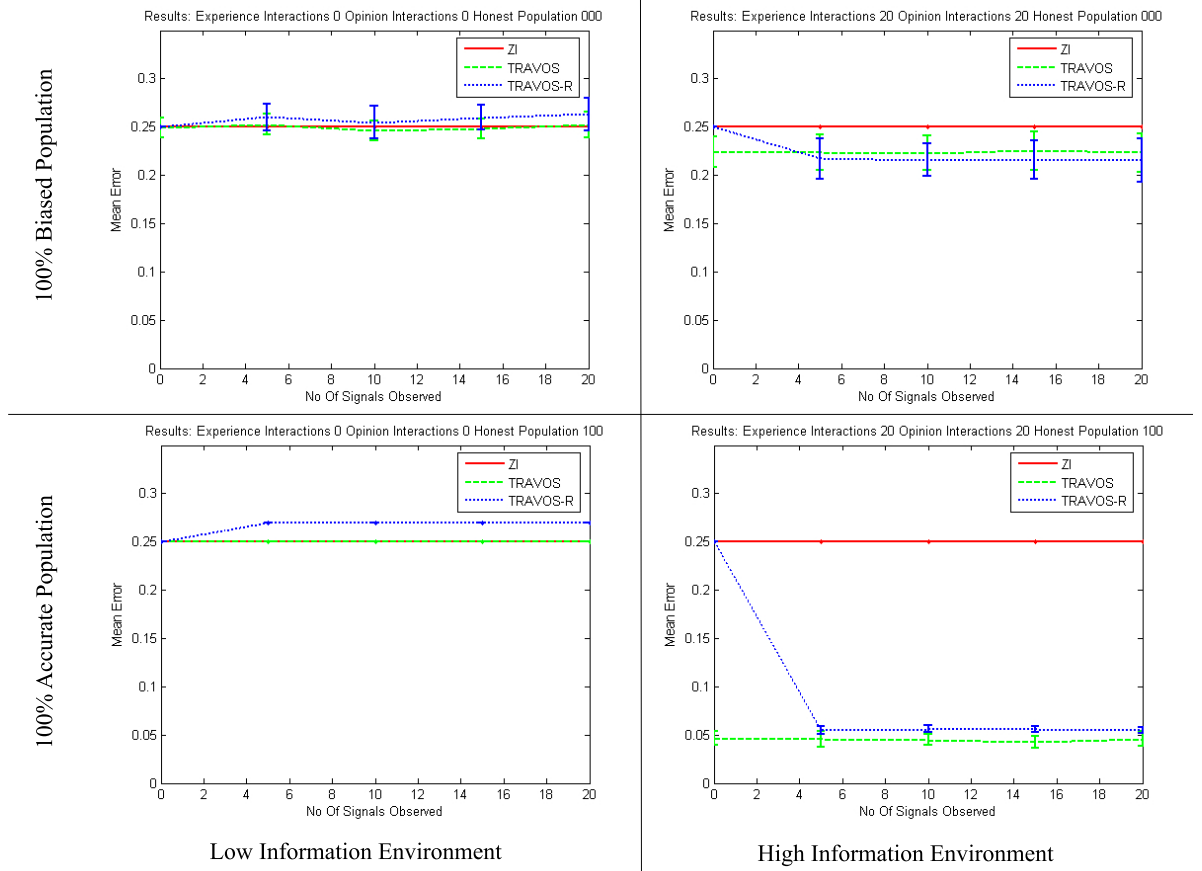 100% Biased Population
Results: Experience Interactions 0 Opinion Interactions 0 Honest Population 000
ZI
TRAVOS
TRAVOS-R
Mean Error
0.3
0.25
0.2
0.15
0.1
0.05
0
0 2 4 6 8 10 12 14 16 18 20
No Of Signals Observed
Results: Experience Interactions 20 Opinion Interactions 20 Honest Population 000
ZI
TRAVOS
TRAVOS-R
Mean Error
0.3
0.25
0.2
0.15
0.1
0.05
0
0 2 4 6 8 10 12 14 16 18 20
No Of Signals Observed
100% Accurate Population
Results: Experience Interactions 0 Opinion Interactions 0 Honest Population 100
ZI
TRAVOS
TRAVOS-R
Mean Error
0.3
0.25
0.2
0.15
0.1
0.05
0
0 2 4 6 8 10 12 14 16 18 20
No Of Signals Observed
Results: Experience Interactions 20 Opinion Interactions 20 Honest Population 100
ZI
TRAVOS
TRAVOS-R
Mean Error
0.3
0.25
0.2
0.15
0.1
0.05
0
0 2 4 6 8 10 12 14 16 18 20
No Of Signals Observed
Low Information Environment
High Information Environment